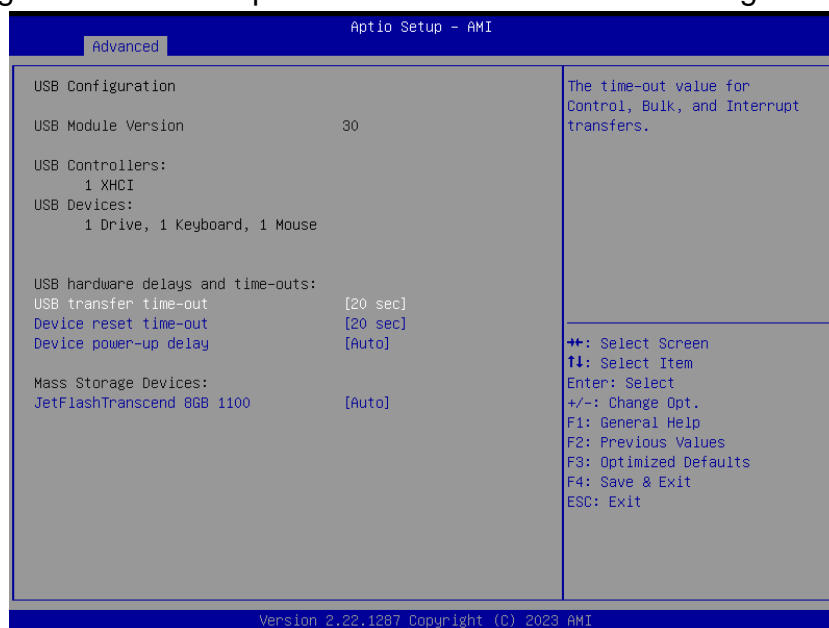 Aptio Setup – AMI
Advanced
USB Configuration
USB Module Version 30
USB Controllers:
1 XHCI
USB Devices:
1 Drive, 1 Keyboard, 1 Mouse
USB hardware delays and time-outs:
USB transfer time-out [20 sec]
Device reset time-out [20 sec]
Device power-up delay [Auto]
Mass Storage Devices:
JetFlashTranscend 8GB 1100 [Auto]
The time-out value for
Control, Bulk, and Interrupt
transfers.
→←: Select Screen
↑↓: Select Item
Enter: Select
+/-: Change Opt.
F1: General Help
F2: Previous Values
F3: Optimized Defaults
F4: Save & Exit
ESC: Exit
Version 2.22.1287 Copyright (C) 2023 AMI